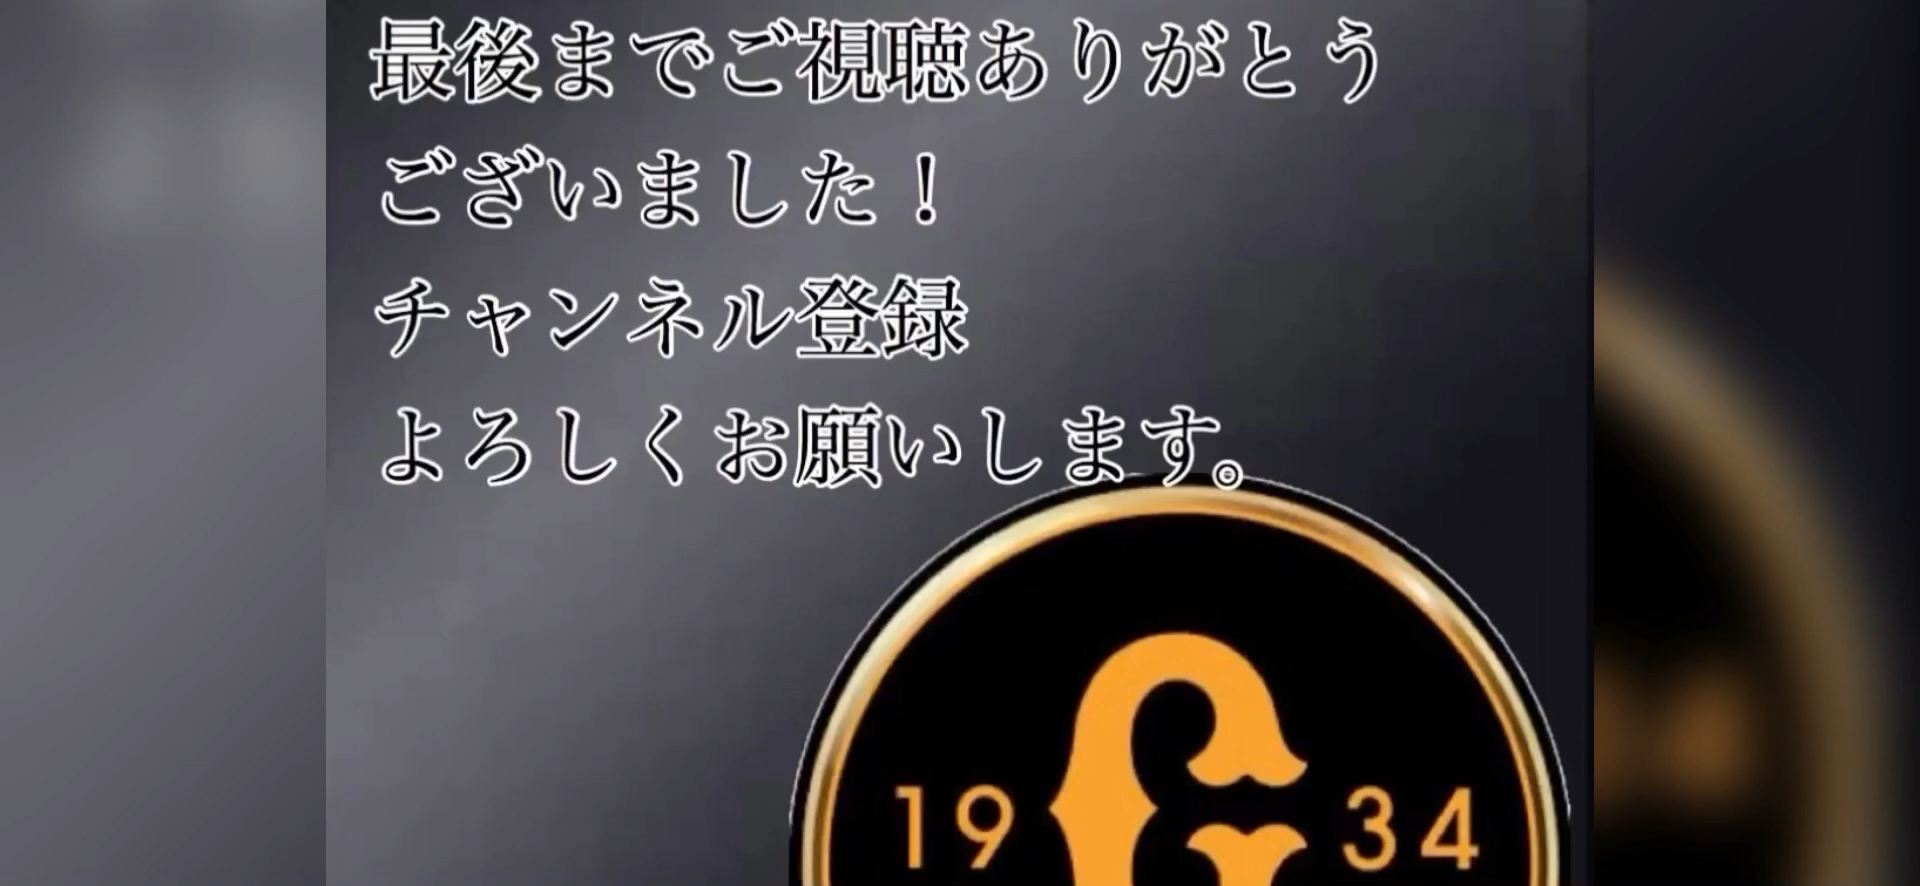 最後までご視聴ありがとう
ございました！
チャンネル登録
よろしくお願いします。
19 G 34